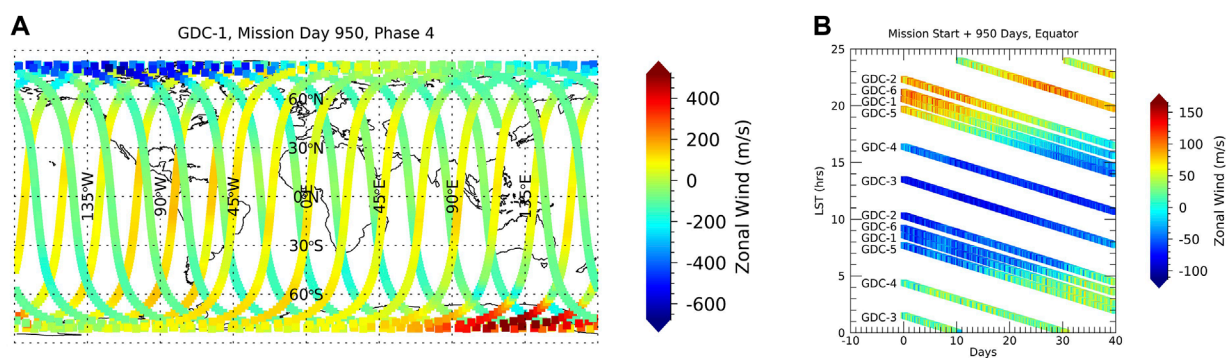 A
GDC-1, Mission Day 950, Phase 4
60°N
30°N
0°N
30°S
60°S
135°W
90°W
45°W
0°E
45°E
90°E
135°E
400
200
0
-200
-400
-600
Zonal Wind (m/s)
B
Mission Start + 950 Days, Equator
LST (hrs)
25
20
15
10
5
0
GDC-2
GDC-6
GDC-1
GDC-5
GDC-4
GDC-3
GDC-2
GDC-6
GDC-1
GDC-5
GDC-4
GDC-3
-10 0 10 20 30 40
Days
150
100
50
0
-50
-100
Zonal Wind (m/s)